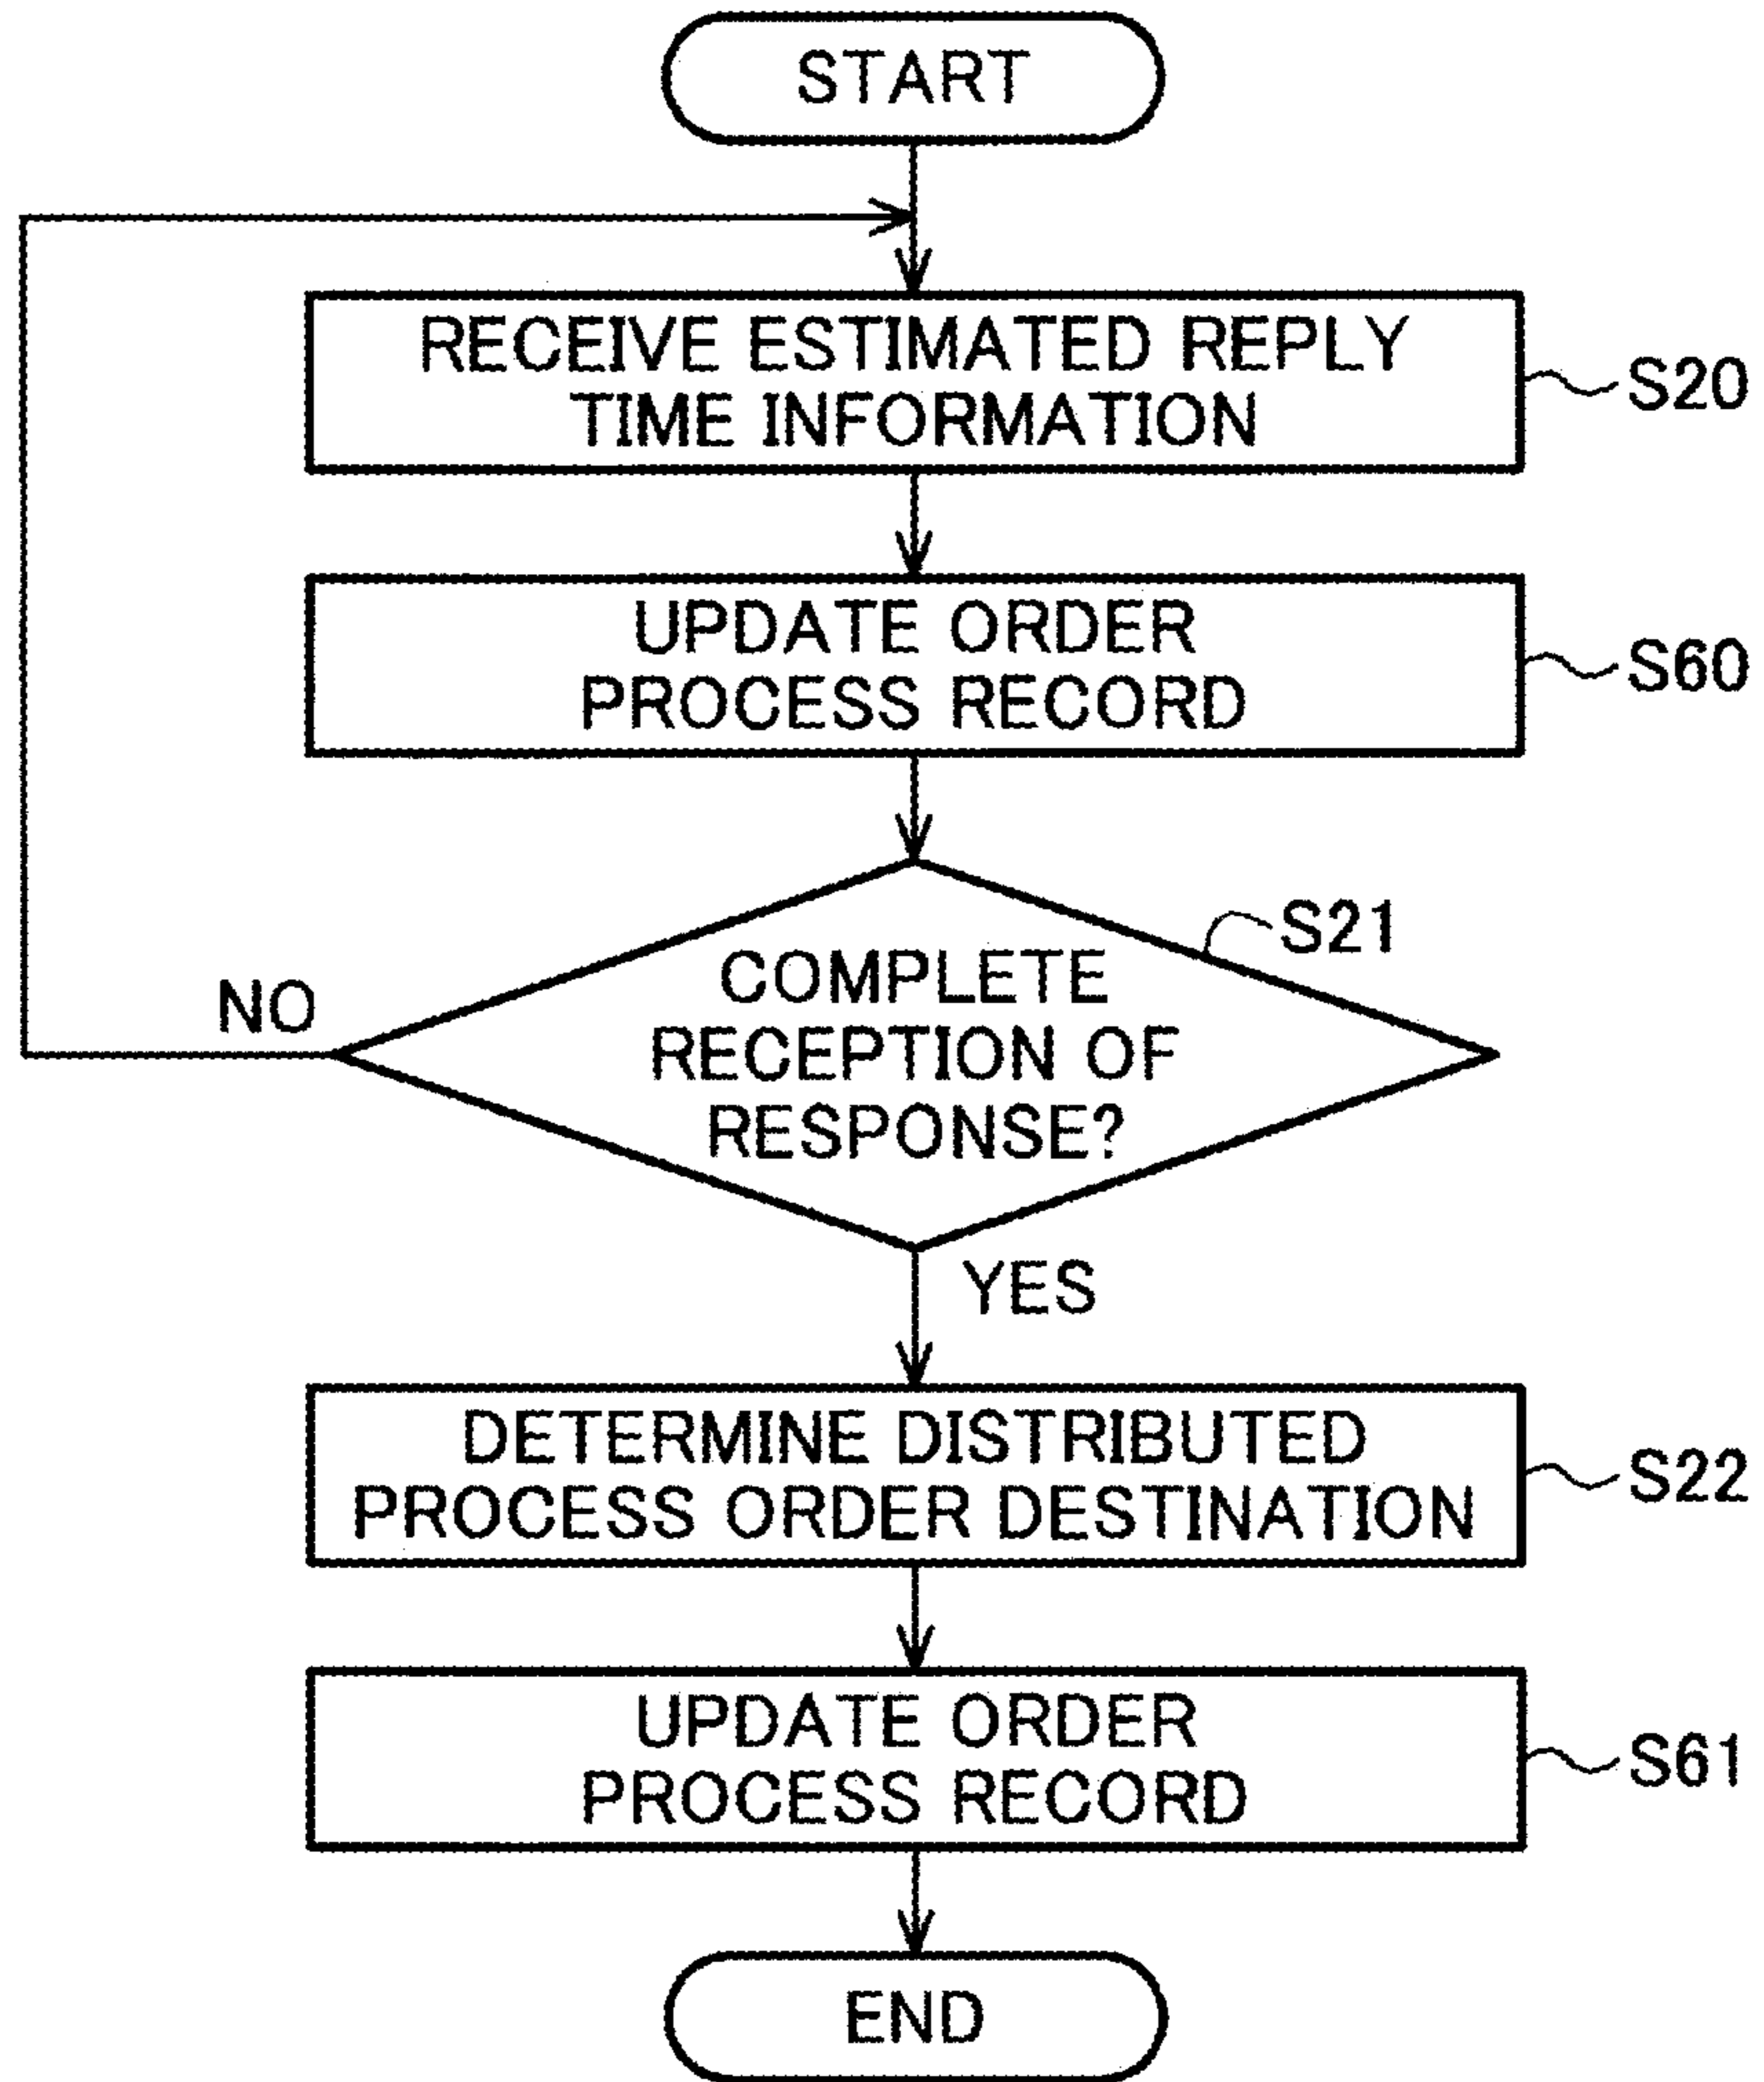 START
RECEIVE ESTIMATED REPLY
TIME INFORMATION
S20
UPDATE ORDER
PROCESS RECORD
S60
S21
COMPLETE
RECEPTION OF
RESPONSE?
NO
YES
DETERMINE DISTRIBUTED
PROCESS ORDER DESTINATION
S22
UPDATE ORDER
PROCESS RECORD
S61
END